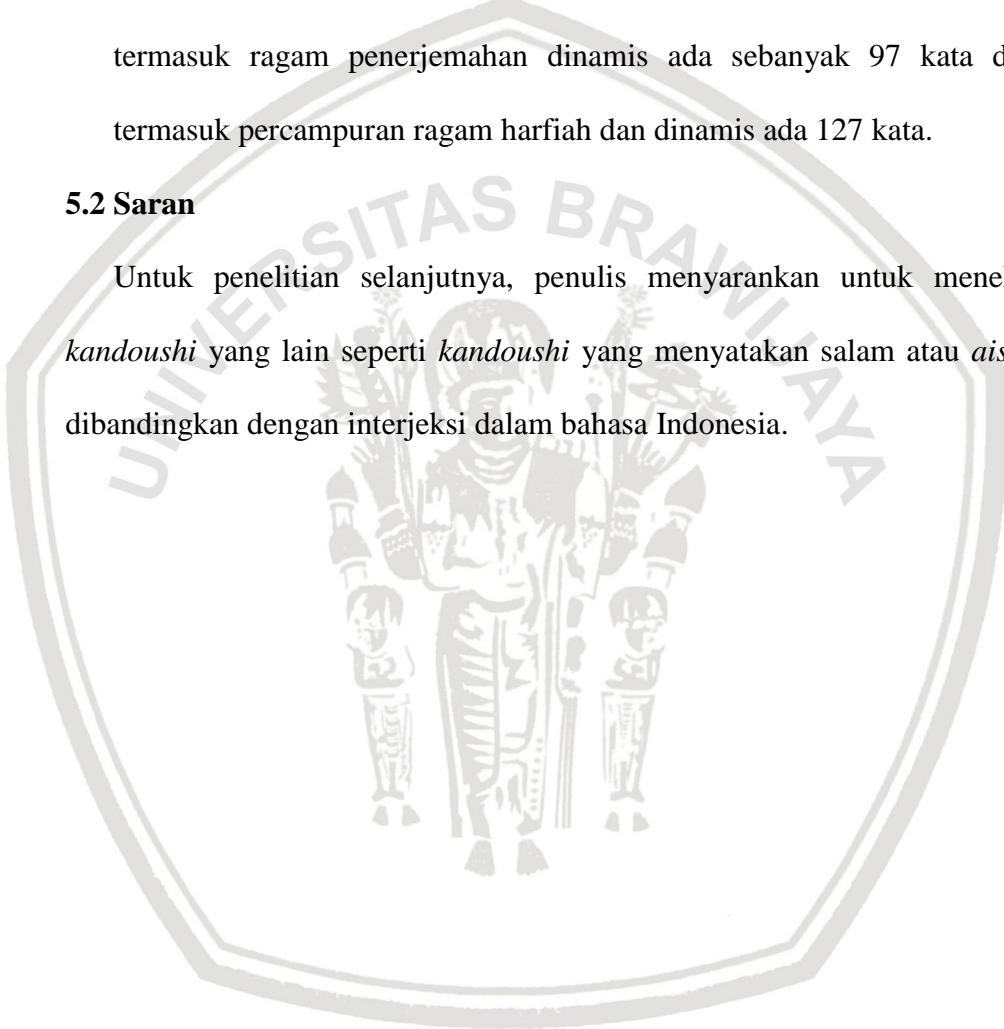 termasuk ragam penerjemahan dinamis ada sebanyak 97 kata
termasuk percampuran ragam harfiah dan dinamis ada 127 kata.
5.2 Saran
Untuk penelitian selanjutnya, penulis menyarankan untuk
kandoushi yang lain seperti kandoushi yang menyatakan salam atau
dibandingkan dengan interjeksi dalam bahasa Indonesia.
UNIVERSITAS BRAWIJAYA